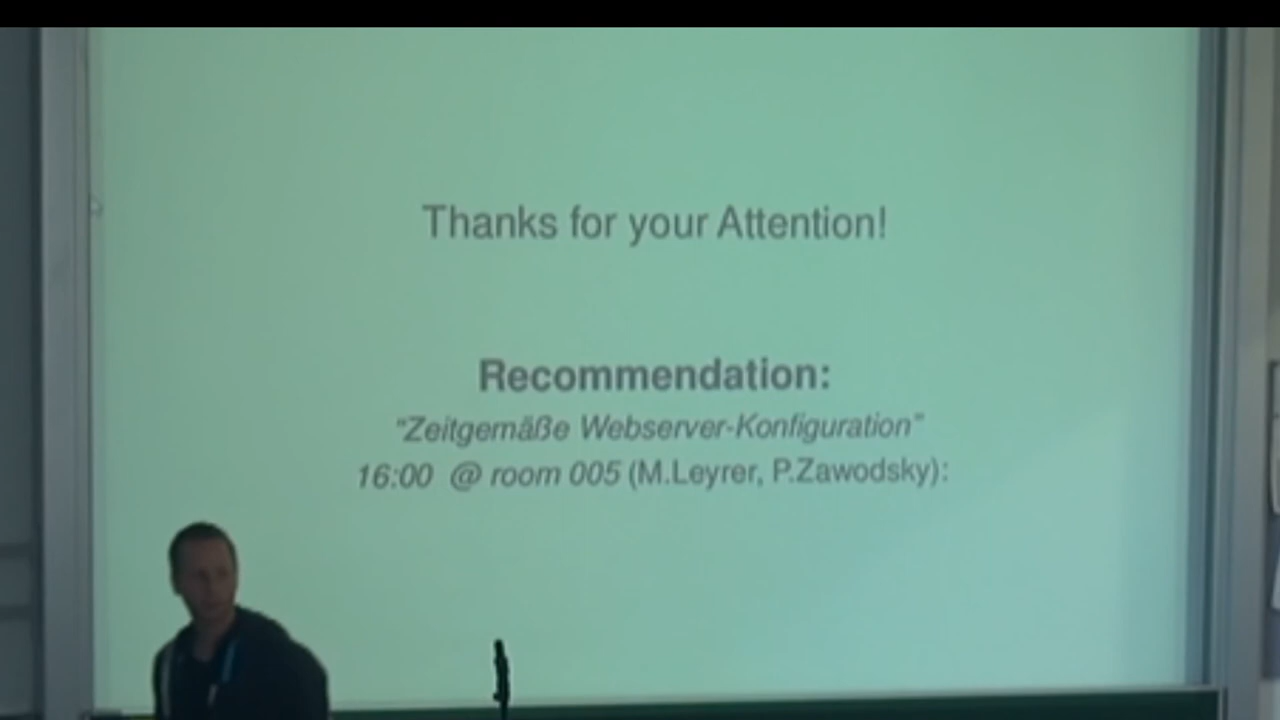 Thanks for your Attention!
Recommendation:
"Zeitgemäße Webserver-Konfiguration"
16:00 @ room 005 (M.Leyrer, P.Zawodsky):